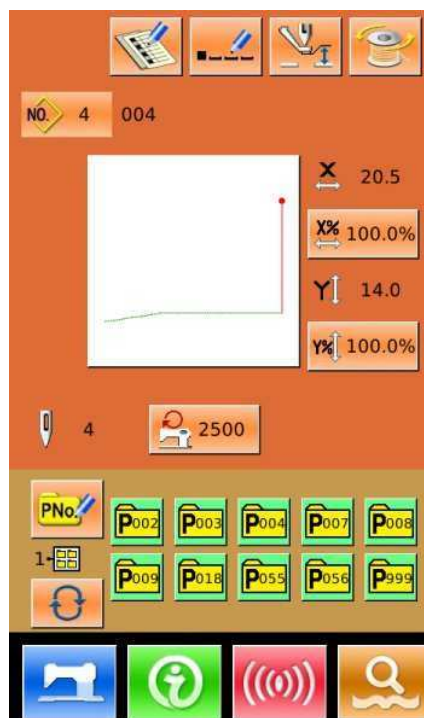 NO. 4 004
X 20.5
X% 100.0%
Y 14.0
Y% 100.0%
4 2500
PNo.
P002 P003 P004 P007 P008
1-
P009 P018 P055 P056 P999